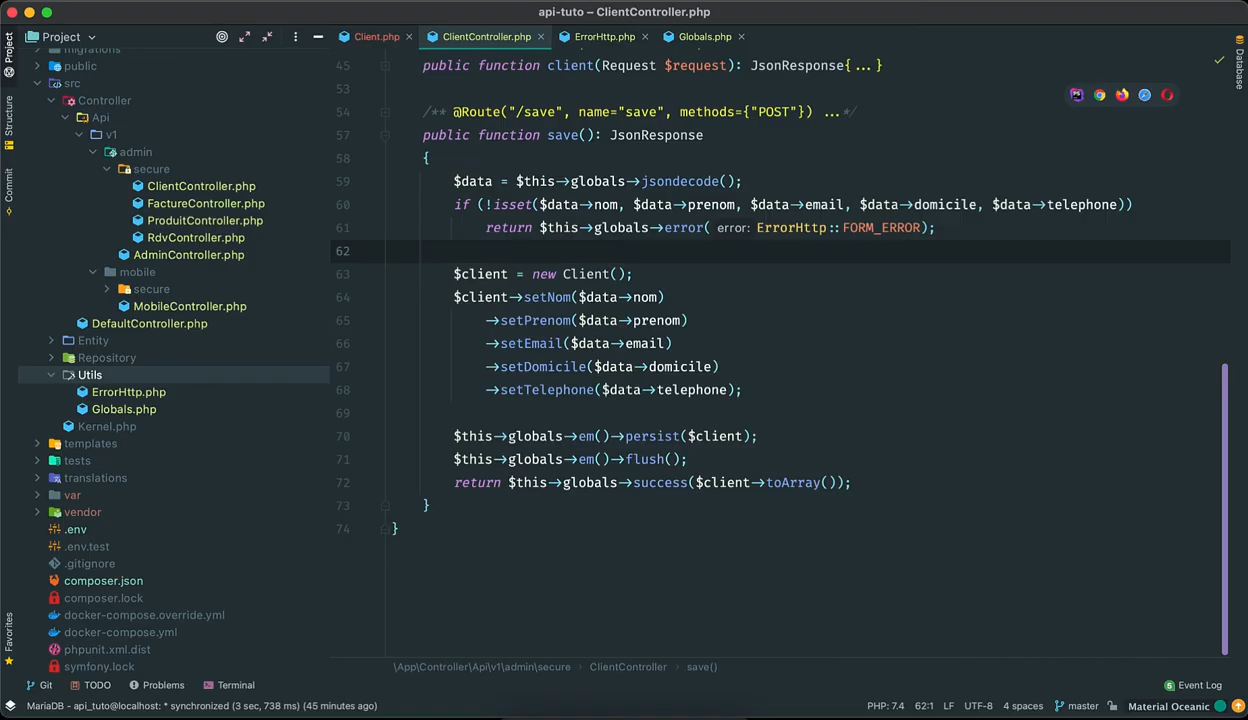 api-tuto – ClientController.php
Project
Client.php
ClientController.php
ErrorHttp.php
Globals.php
Project
Structure
Commit
Favorites
Database
migrations
public
src
Controller
Api
v1
admin
secure
ClientController.php
FactureController.php
ProduitController.php
RdvController.php
AdminController.php
mobile
secure
MobileController.php
DefaultController.php
Entity
Repository
Utils
ErrorHttp.php
Globals.php
Kernel.php
templates
tests
translations
var
vendor
.env
.env.test
.gitignore
composer.json
composer.lock
docker-compose.override.yml
docker-compose.yml
phpunit.xml.dist
symfony.lock
45 public function client(Request $request): JsonResponse{...}
53
54 /** @Route("/save", name="save", methods={"POST"}) ...*/
57 public function save(): JsonResponse
58 {
59 $data = $this→globals→jsondecode();
60 if (!isset($data→nom, $data→prenom, $data→email, $data→domicile, $data→telephone))
61 return $this→globals→error( error: ErrorHttp::FORM_ERROR);
62
63 $client = new Client();
64 $client→setNom($data→nom)
65 →setPrenom($data→prenom)
66 →setEmail($data→email)
67 →setDomicile($data→domicile)
68 →setTelephone($data→telephone);
69
70 $this→globals→em()→persist($client);
71 $this→globals→em()→flush();
72 return $this→globals→success($client→toArray());
73 }
74 }
\App\Controller\Api\v1\admin\secure › ClientController › save()
Git TODO Problems Terminal
5 Event Log
MariaDB - api_tuto@localhost: * synchronized (3 sec, 738 ms) (45 minutes ago)
PHP: 7.4 62:1 LF UTF-8 4 spaces master Material Oceanic